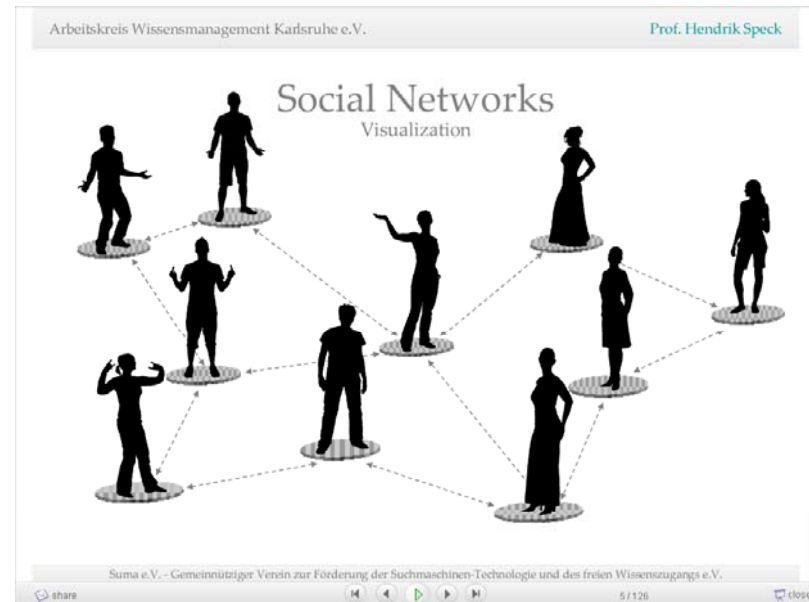 Arbeitskreis Wissensmanagement Karlsruhe e.V. Prof. Hendrik Speck
Social Networks
Visualization
Suma e.V. - Gemeinnütziger Verein zur Förderung der Suchmaschinen-Technologie und des freien Wissenszugangs e.V.
share 5 / 126 close